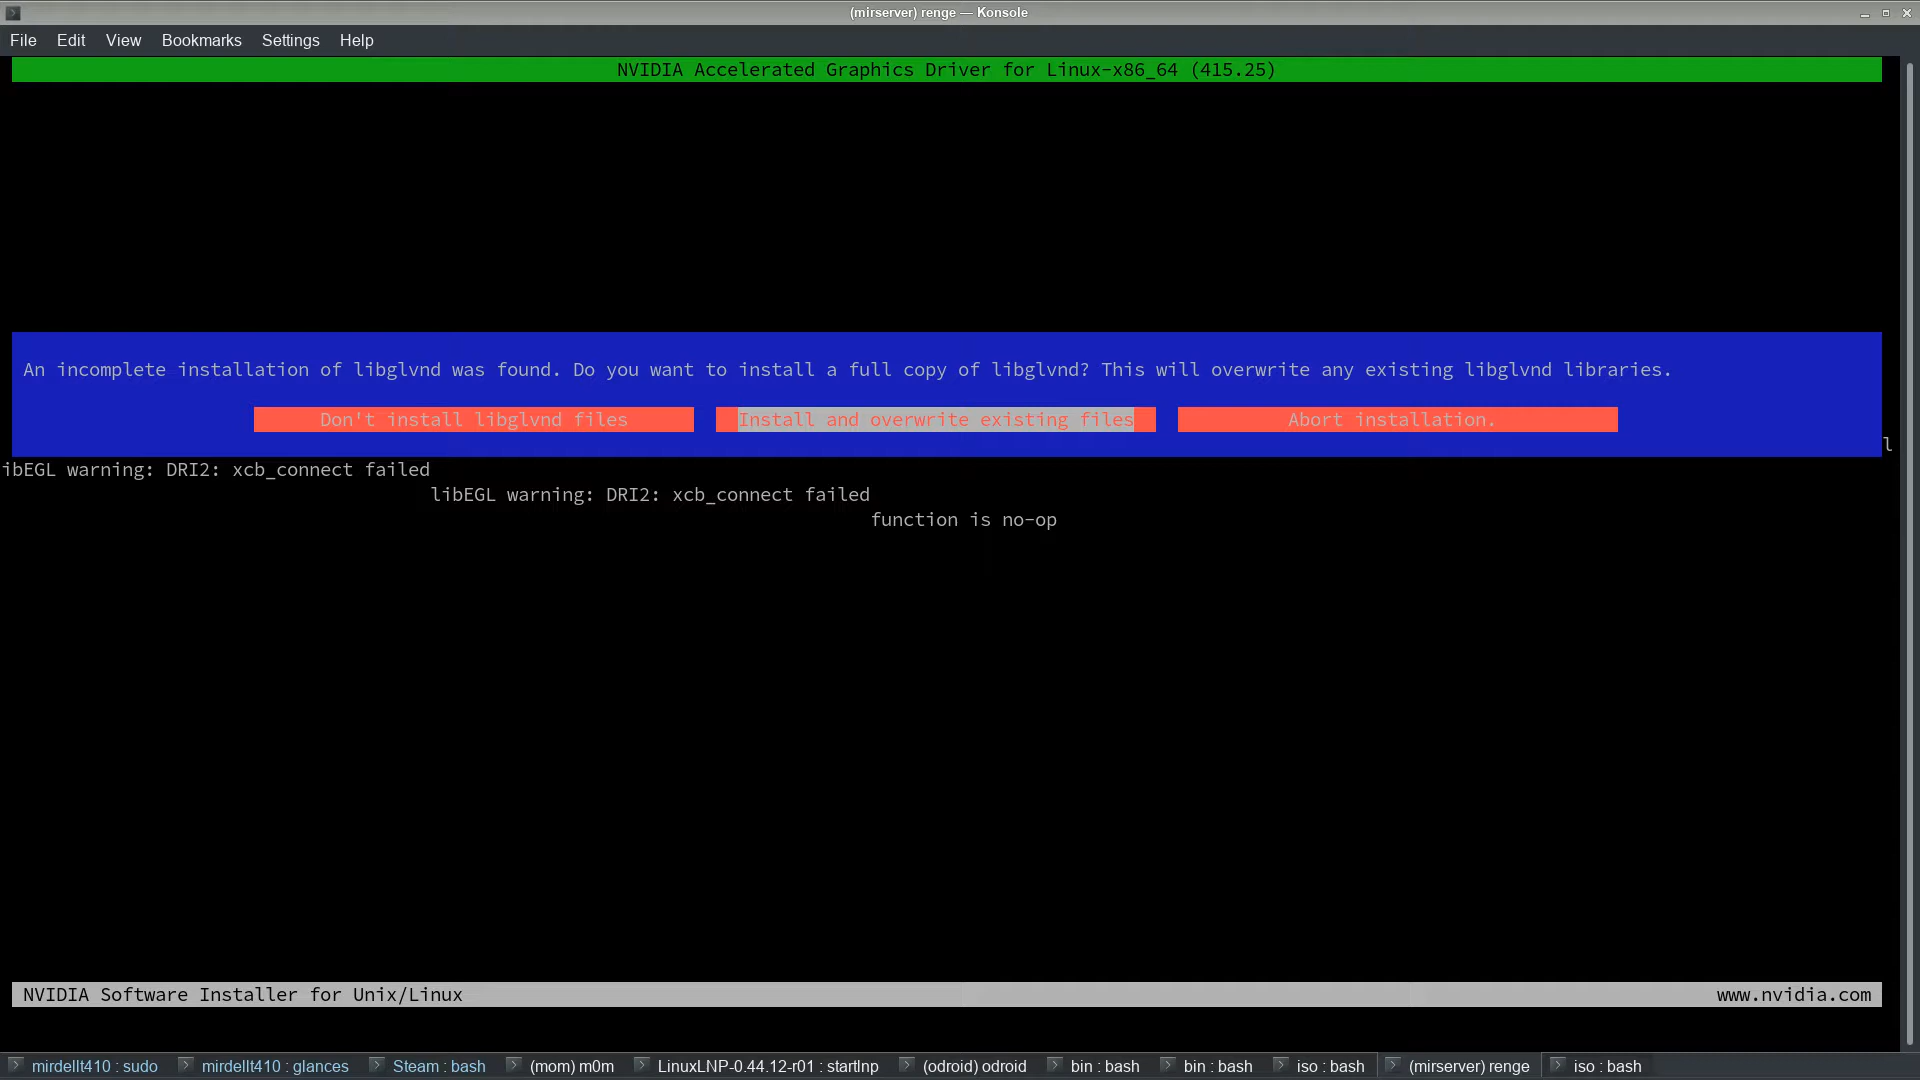 (mirserver) renge — Konsole
File Edit View Bookmarks Settings Help
NVIDIA Accelerated Graphics Driver for Linux-x86_64 (415.25)
An incomplete installation of libglvnd was found. Do you want to install a full copy of libglvnd? This will overwrite any existing libglvnd libraries.
Don't install libglvnd files Install and overwrite existing files Abort installation.
l
ibEGL warning: DRI2: xcb_connect failed
libEGL warning: DRI2: xcb_connect failed
function is no-op
NVIDIA Software Installer for Unix/Linux www.nvidia.com
mirdellt410 : sudo mirdellt410 : glances Steam : bash (mom) m0m LinuxLNP-0.44.12-r01 : startlnp (odroid) odroid bin : bash bin : bash iso : bash (mirserver) renge iso : bash